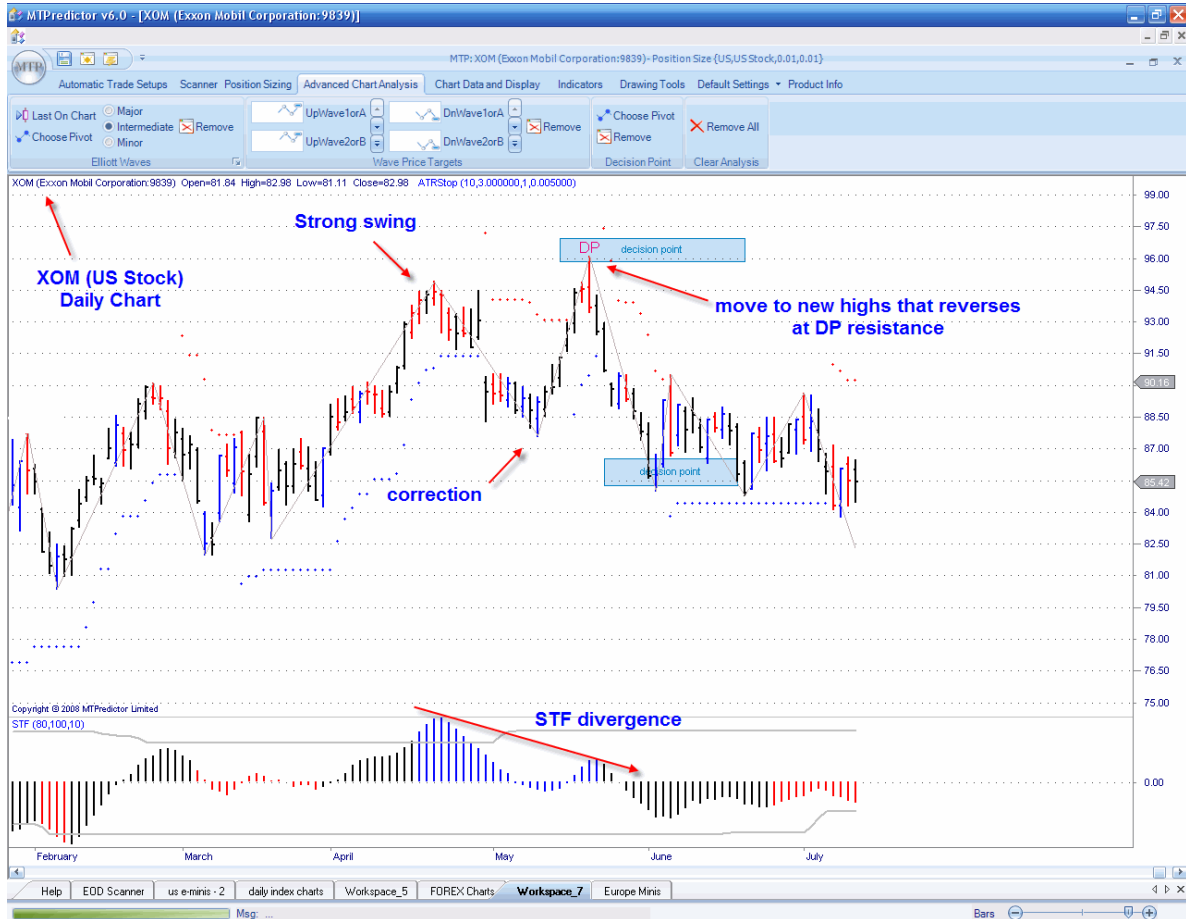 MTPredictor v6.0 - [XOM (Exxon Mobil Corporation:9839)]
MTP
MTP: XOM (Exxon Mobil Corporation:9839)- Position Size {US,US Stock,0.01,0.01}
Automatic Trade Setups Scanner Position Sizing Advanced Chart Analysis Chart Data and Display Indicators Drawing Tools Default Settings Product Info
Last On Chart
Choose Pivot
Major
Intermediate
Minor
Remove
Elliott Waves
UpWave1orA
UpWave2orB
DnWave1orA
DnWave2orB
Remove
Wave Price Targets
Choose Pivot
Remove
Decision Point
Remove All
Clear Analysis
XOM (Exxon Mobil Corporation:9839) Open=81.84 High=82.98 Low=81.11 Close=82.98 ATRStop (10,3.000000,1,0.005000)
XOM (US Stock)
Daily Chart
Strong swing
DP decision point
move to new highs that reverses
at DP resistance
correction
decision point
99.00
97.50
96.00
94.50
93.00
91.50
90.16
88.50
87.00
85.42
84.00
82.50
81.00
79.50
78.00
76.50
75.00
Copyright © 2008 MTPredictor Limited
STF (80,100,10)
STF divergence
0.00
February March April May June July
Help EOD Scanner us e-minis - 2 daily index charts Workspace_5 FOREX Charts Workspace_7 Europe Minis
Msg: ...
Bars